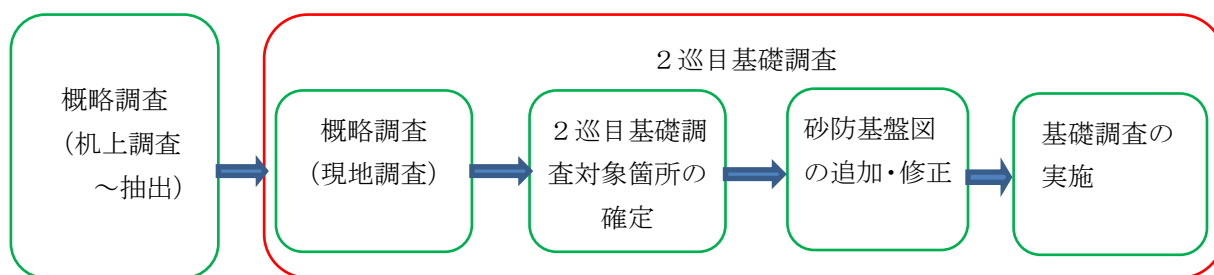 ２巡目基礎調査
概略調査
（机上調査
～抽出）
概略調査
（現地調査）
２巡目基礎調
査対象箇所の
確定
砂防基盤図
の追加・修正
基礎調査の
実施